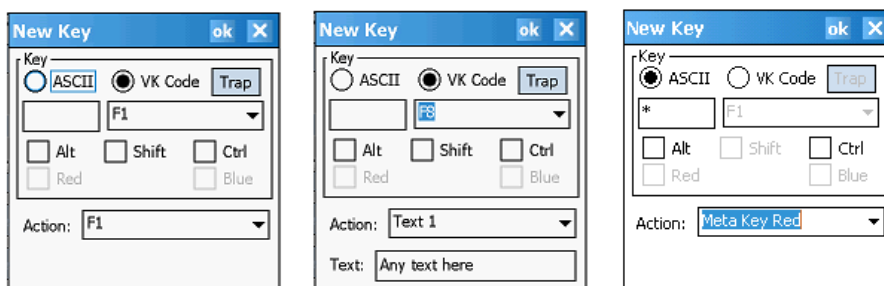 New Key ok
Key
ASCII VK Code Trap
F1
Alt Shift Ctrl
Red Blue
Action: F1
New Key ok
Key
ASCII VK Code Trap
F8
Alt Shift Ctrl
Red Blue
Action: Text 1
Text: Any text here
New Key ok
Key
ASCII VK Code Trap
* F1
Alt Shift Ctrl
Red Blue
Action: Meta Key Red